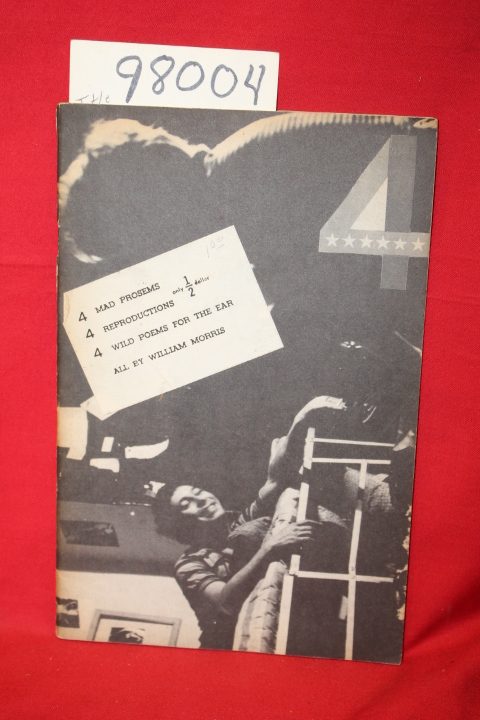 98004
4
4 MAD PROSEMS only 1/2 dollar
4 REPRODUCTIONS
4 WILD POEMS FOR THE EAR
ALL BY WILLIAM MORRIS